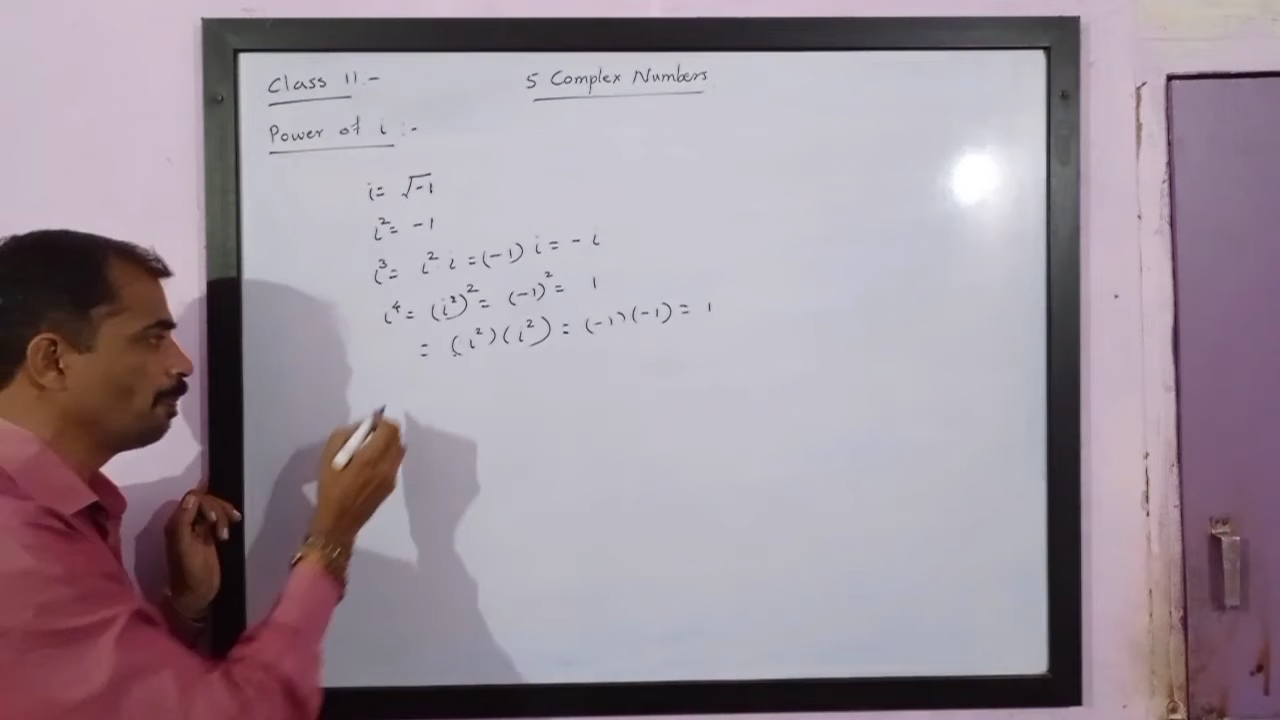 Class 11 :-
5 Complex Numbers
Power of i :-
i = √-1
i² = -1
i³ = i² i = (-1) i = - i
i⁴ = (i²)² = (-1)² = 1
= (i²)(i²) = (-1)(-1) = 1